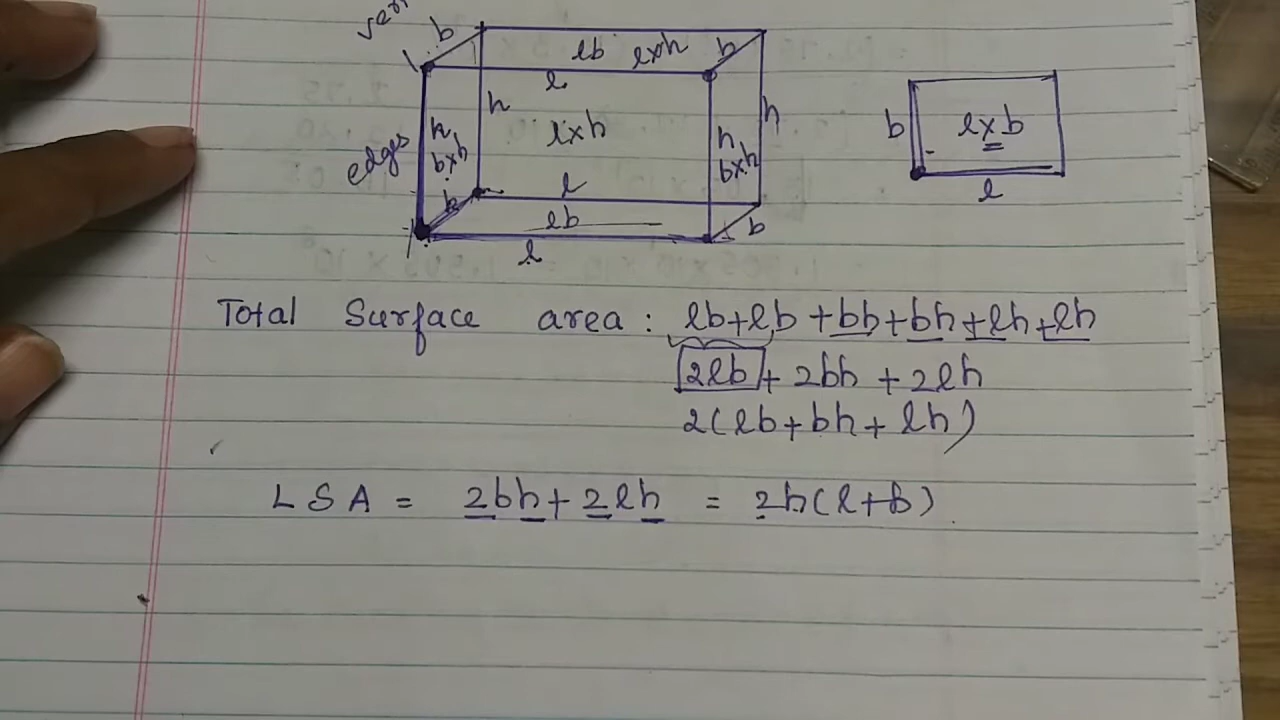 b
lb l×h b
l
h
h
h
l×h
b×h
h
b×h
edges
l
b
lb
b
l
b l×b
l
Total Surface area : lb+lb+bh+bh+lh+lh
2lb + 2bh + 2lh
2(lb+bh+lh)
LSA = 2bh+2lh = 2h(l+b)